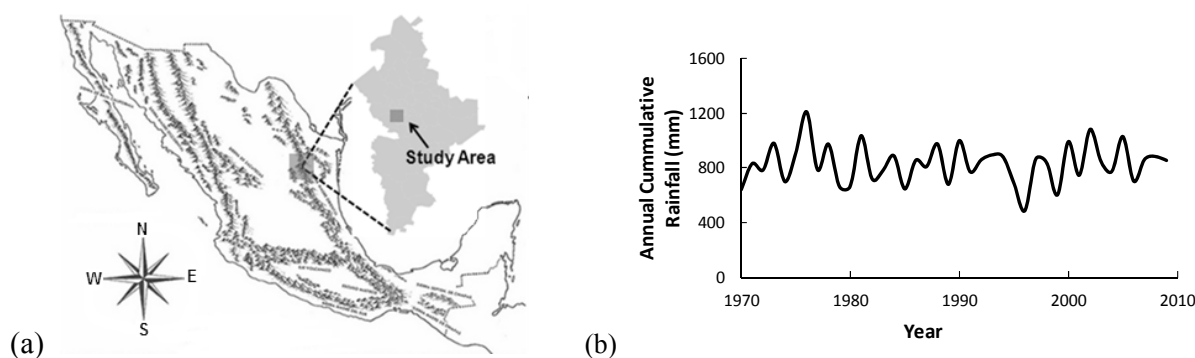 Study Area
N
W
E
S
(a)
Annual Cummulative
Rainfall (mm)
1600
1200
800
400
0
1970
1980
1990
2000
2010
Year
(b)